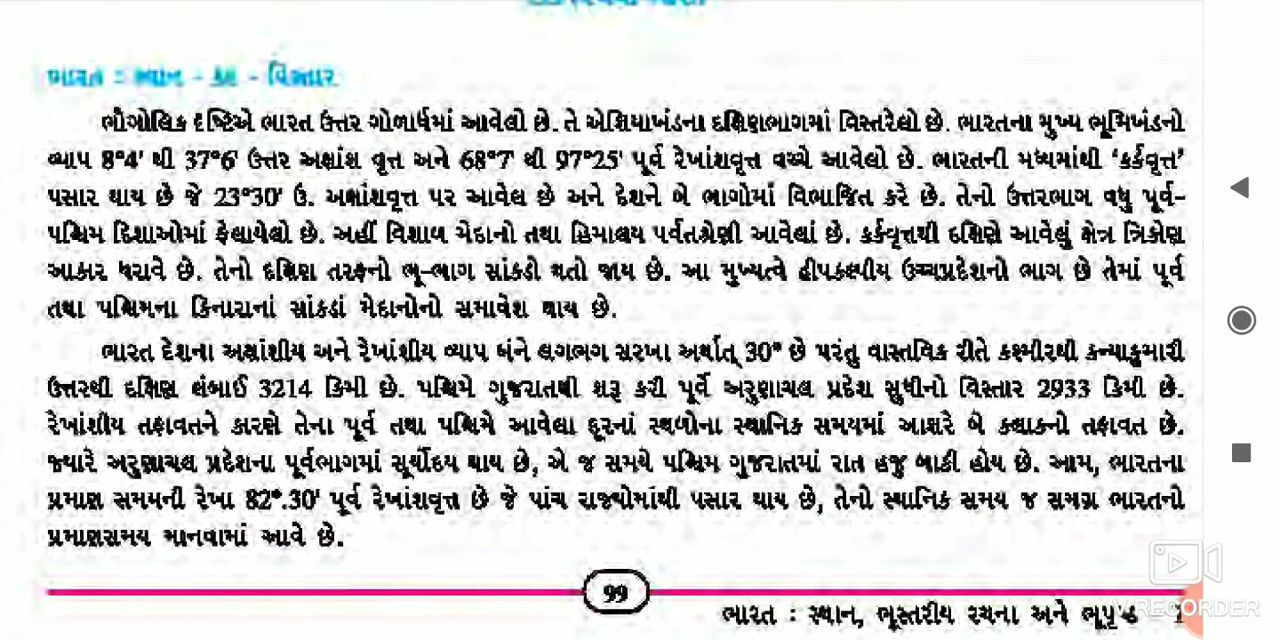 ભારત : સ્થાન - કદ - વિસ્તાર
ભૌગોલિક દૃષ્ટિએ ભારત ઉત્તર ગોળાર્ધમાં આવેલો છે. તે એશિયાખંડના દક્ષિણભાગમાં વિસ્તરેલો છે. ભારતના મુખ્ય ભૂમિખંડનો
વ્યાપ 8°4' થી 37°6' ઉત્તર અક્ષાંશ વૃત્ત અને 68°7' થી 97°25' પૂર્વ રેખાંશવૃત્ત વચ્ચે આવેલો છે. ભારતની મધ્યમાંથી ‘કર્કવૃત્ત’
પસાર થાય છે જે 23°30' ઉ. અક્ષાંશવૃત્ત પર આવેલ છે અને દેશને બે ભાગોમાં વિભાજિત કરે છે. તેનો ઉત્તરભાગ વધુ પૂર્વ-
પશ્ચિમ દિશાઓમાં ફેલાયેલો છે. અહીં વિશાળ મેદાનો તથા હિમાલય પર્વતશ્રેણી આવેલાં છે. કર્કવૃત્તથી દક્ષિણે આવેલું ક્ષેત્ર ત્રિકોણ
આકાર ધરાવે છે. તેનો દક્ષિણ તરફનો ભૂ-ભાગ સાંકડો થતો જાય છે. આ મુખ્યત્વે દ્વીપકલ્પીય ઉચ્ચપ્રદેશનો ભાગ છે તેમાં પૂર્વ
તથા પશ્ચિમના કિનારાનાં સાંકડાં મેદાનોનો સમાવેશ થાય છે.
ભારત દેશના અક્ષાંશીય અને રેખાંશીય વ્યાપ બંને લગભગ સરખા અર્થાત્ 30° છે પરંતુ વાસ્તવિક રીતે કશ્મીરથી કન્યાકુમારી
ઉત્તરથી દક્ષિણ લંબાઈ 3214 કિમી છે. પશ્ચિમે ગુજરાતથી શરૂ કરી પૂર્વે અરુણાચલ પ્રદેશ સુધીનો વિસ્તાર 2933 કિમી છે.
રેખાંશીય તફાવતને કારણે તેના પૂર્વ તથા પશ્ચિમે આવેલા દૂરનાં સ્થળોના સ્થાનિક સમયમાં આશરે બે કલાકનો તફાવત છે.
જ્યારે અરુણાચલ પ્રદેશના પૂર્વભાગમાં સૂર્યોદય થાય છે, એ જ સમયે પશ્ચિમ ગુજરાતમાં રાત હજુ બાકી હોય છે. આમ, ભારતના
પ્રમાણ સમયની રેખા 82°.30' પૂર્વ રેખાંશવૃત્ત છે જે પાંચ રાજ્યોમાંથી પસાર થાય છે, તેનો સ્થાનિક સમય જ સમગ્ર ભારતનો
પ્રમાણસમય માનવામાં આવે છે.
99
ભારત : સ્થાન, ભૂસ્તરીય રચના અને ભૂપૃષ્ઠ - 1
V RECORDER